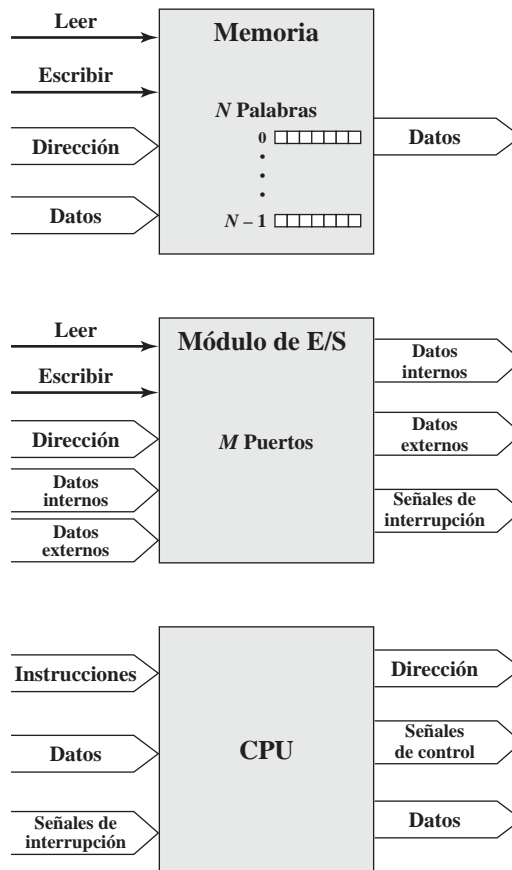 Leer
Memoria
Escribir
N Palabras
0
Dirección
Datos
Datos
N – 1
Leer
Módulo de E/S
Datos
internos
Escribir
Dirección
M Puertos
Datos
externos
Datos
internos
Señales de
interrupción
Datos
externos
Instrucciones
Dirección
CPU
Señales
de control
Datos
Señales de
interrupción
Datos